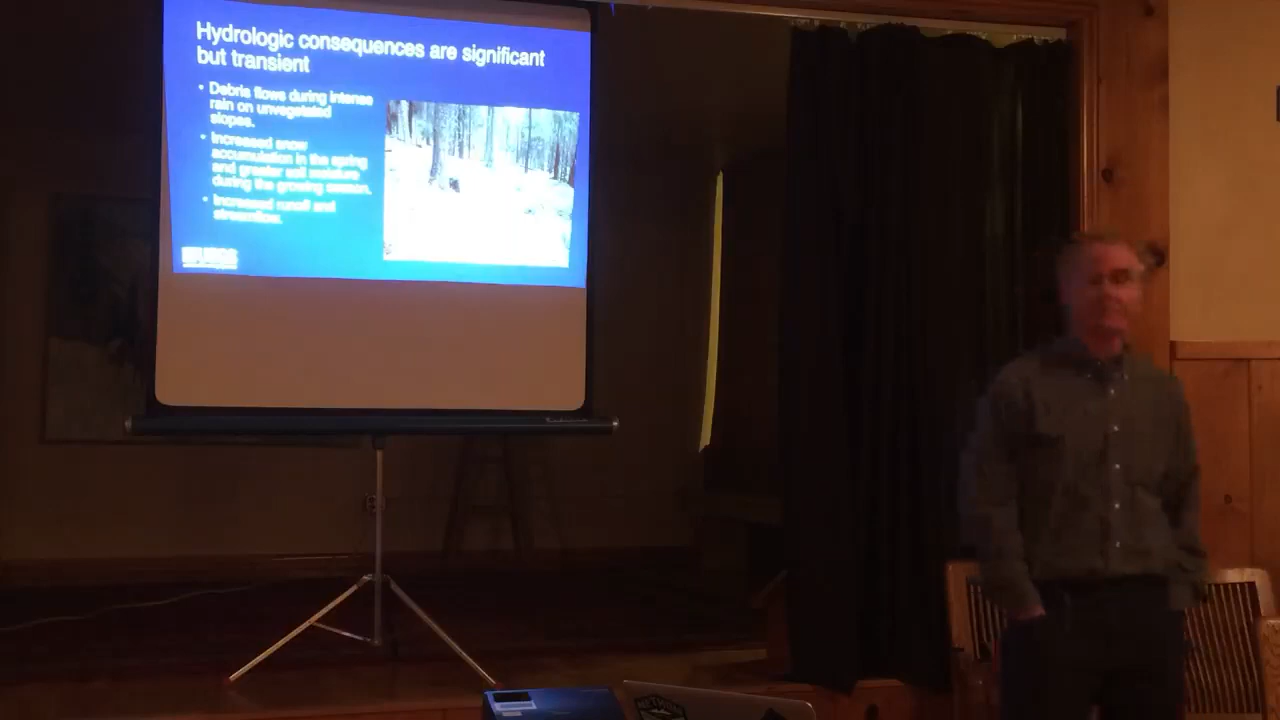 Hydrologic consequences are significant
but transient
• Debris flows during intense
rain on unvegetated
slopes.
• Increased snow
accumulation in the spring
and greater soil moisture
during the growing season.
• Increased runoff and
streamflow.
USGS